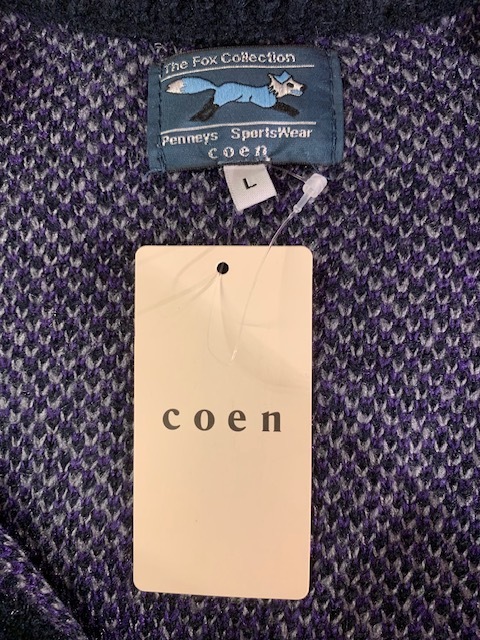 The Fox Collection
Penneys SportsWear
coen
L
coen